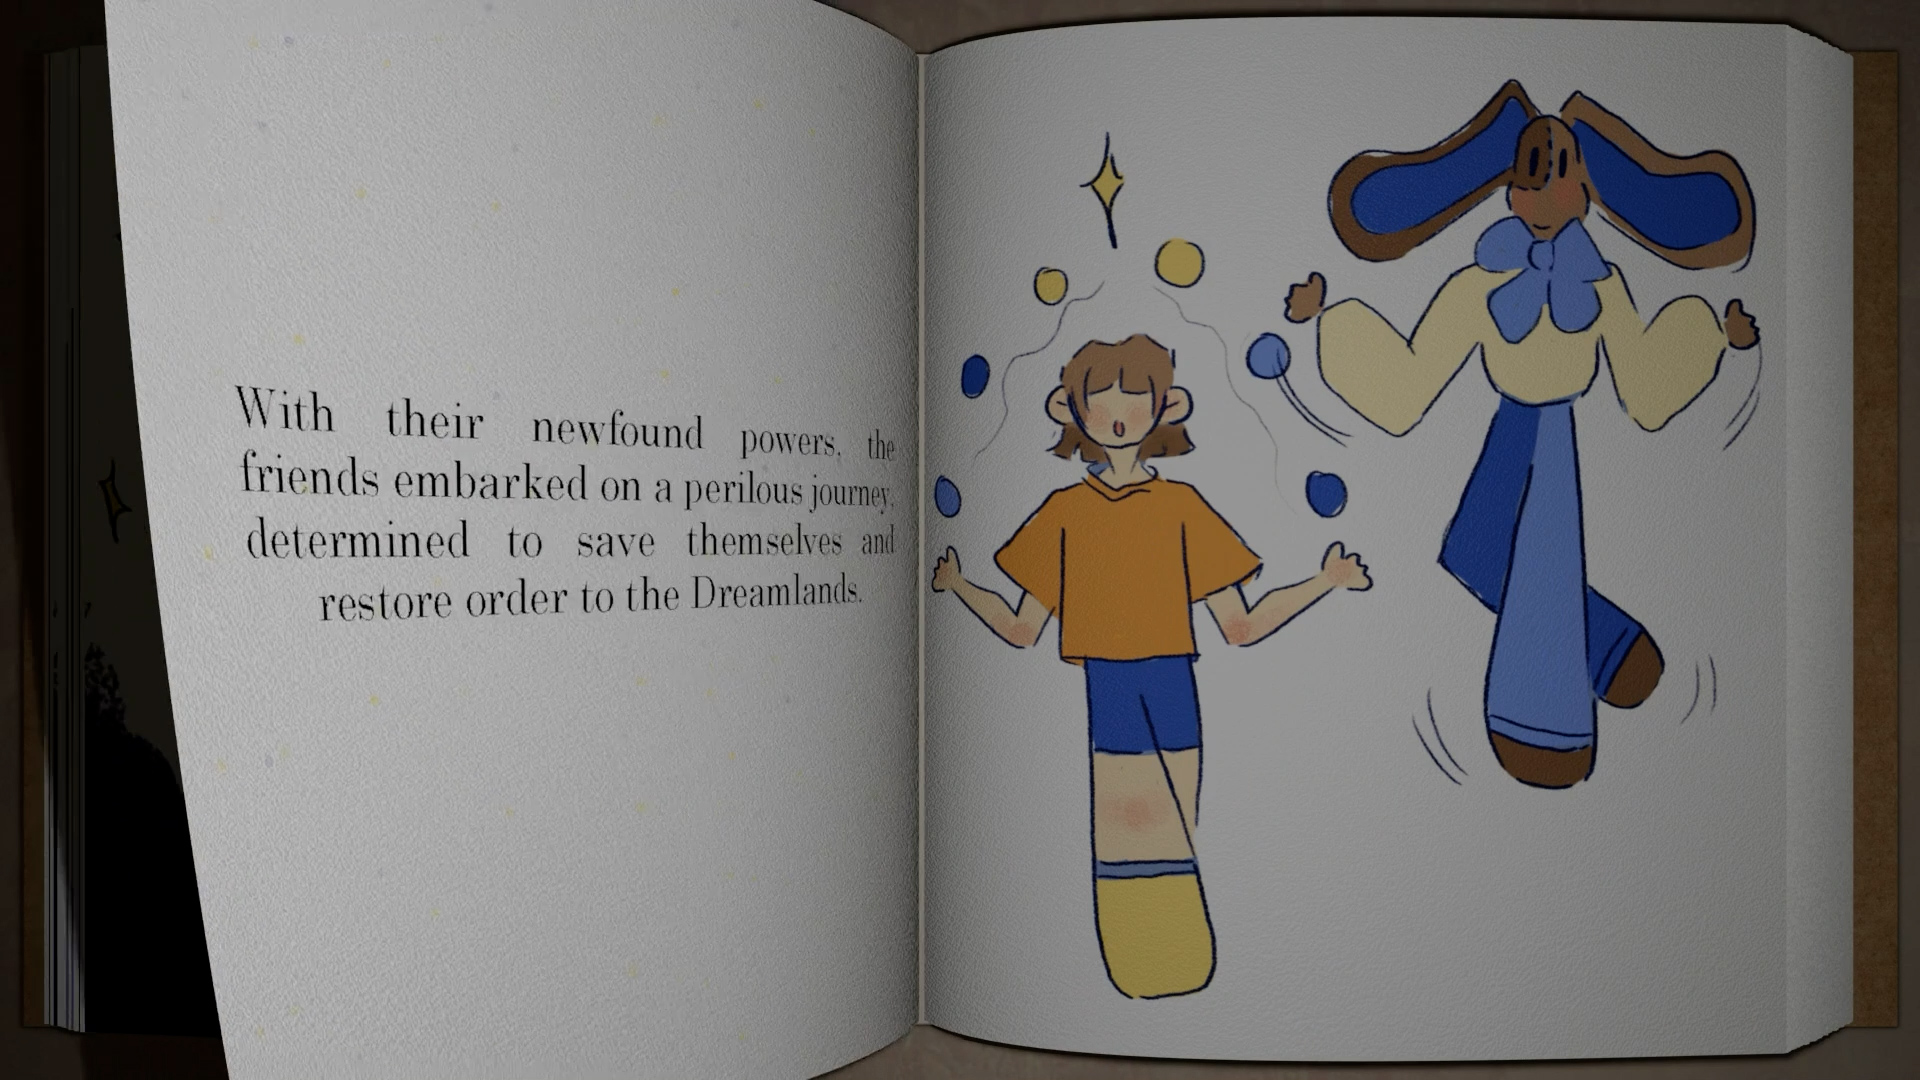 With their newfound powers, the
friends embarked on a perilous journey,
determined to save themselves and
restore order to the Dreamlands.